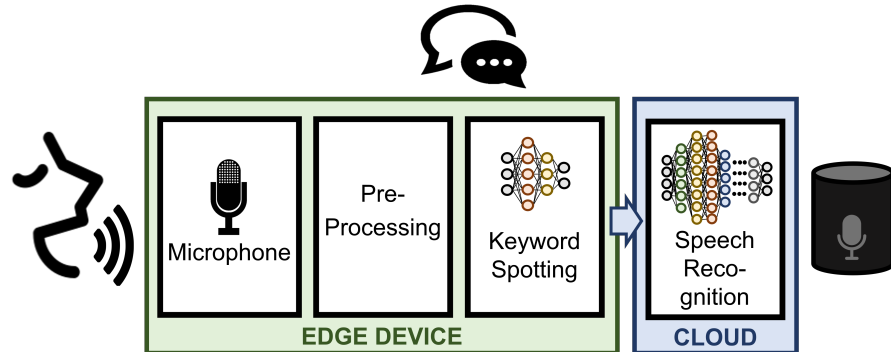 Microphone
Pre-
Processing
Keyword
Spotting
Speech
Reco-
gnition
EDGE DEVICE
CLOUD